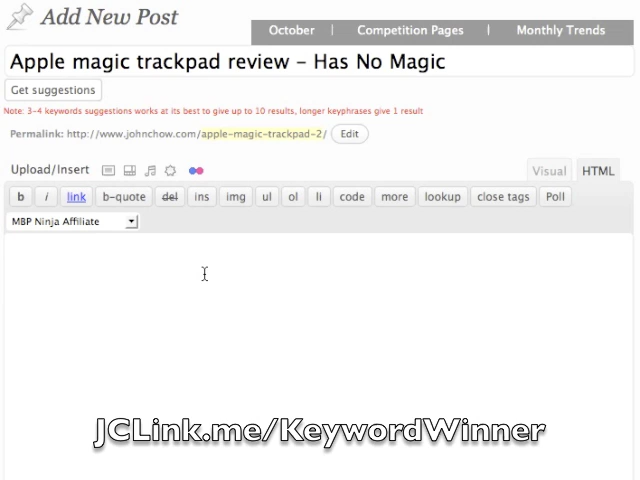 Add New Post
October | Competition Pages | Monthly Trends
Apple magic trackpad review – Has No Magic
Get suggestions
Note: 3-4 keywords suggestions works at its best to give up to 10 results, longer keyphrases give 1 result
Permalink: http://www.johnchow.com/apple-magic-trackpad-2/ Edit
Upload/Insert Visual HTML
b i link b-quote del ins img ul ol li code more lookup close tags Poll
MBP Ninja Affiliate
JCLink.me/KeywordWinner